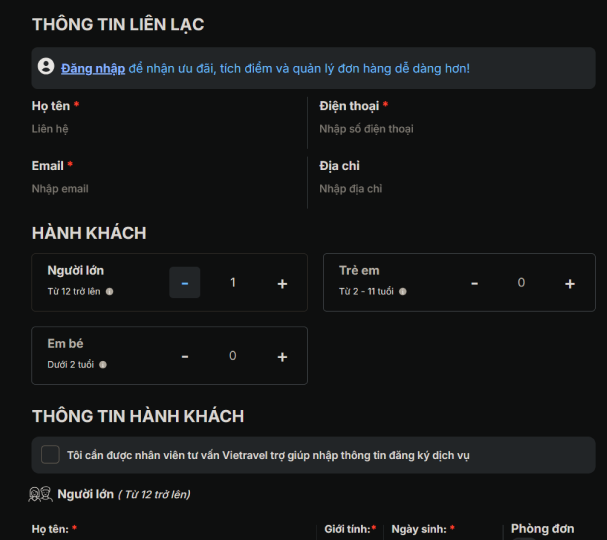 THÔNG TIN LIÊN LẠC
Đăng nhập để nhận ưu đãi, tích điểm và quản lý đơn hàng dễ dàng hơn!
Họ tên * Điện thoại *
Liên hệ Nhập số điện thoại
Email * Địa chỉ
Nhập email Nhập địa chỉ
HÀNH KHÁCH
Người lớn
Từ 12 trở lên
- 1 +
Trẻ em
Từ 2 - 11 tuổi
- 0 +
Em bé
Dưới 2 tuổi
- 0 +
THÔNG TIN HÀNH KHÁCH
Tôi cần được nhân viên tư vấn Vietravel trợ giúp nhập thông tin đăng ký dịch vụ
Người lớn ( Từ 12 trở lên)
Họ tên: * Giới tính:* Ngày sinh: * Phòng đơn